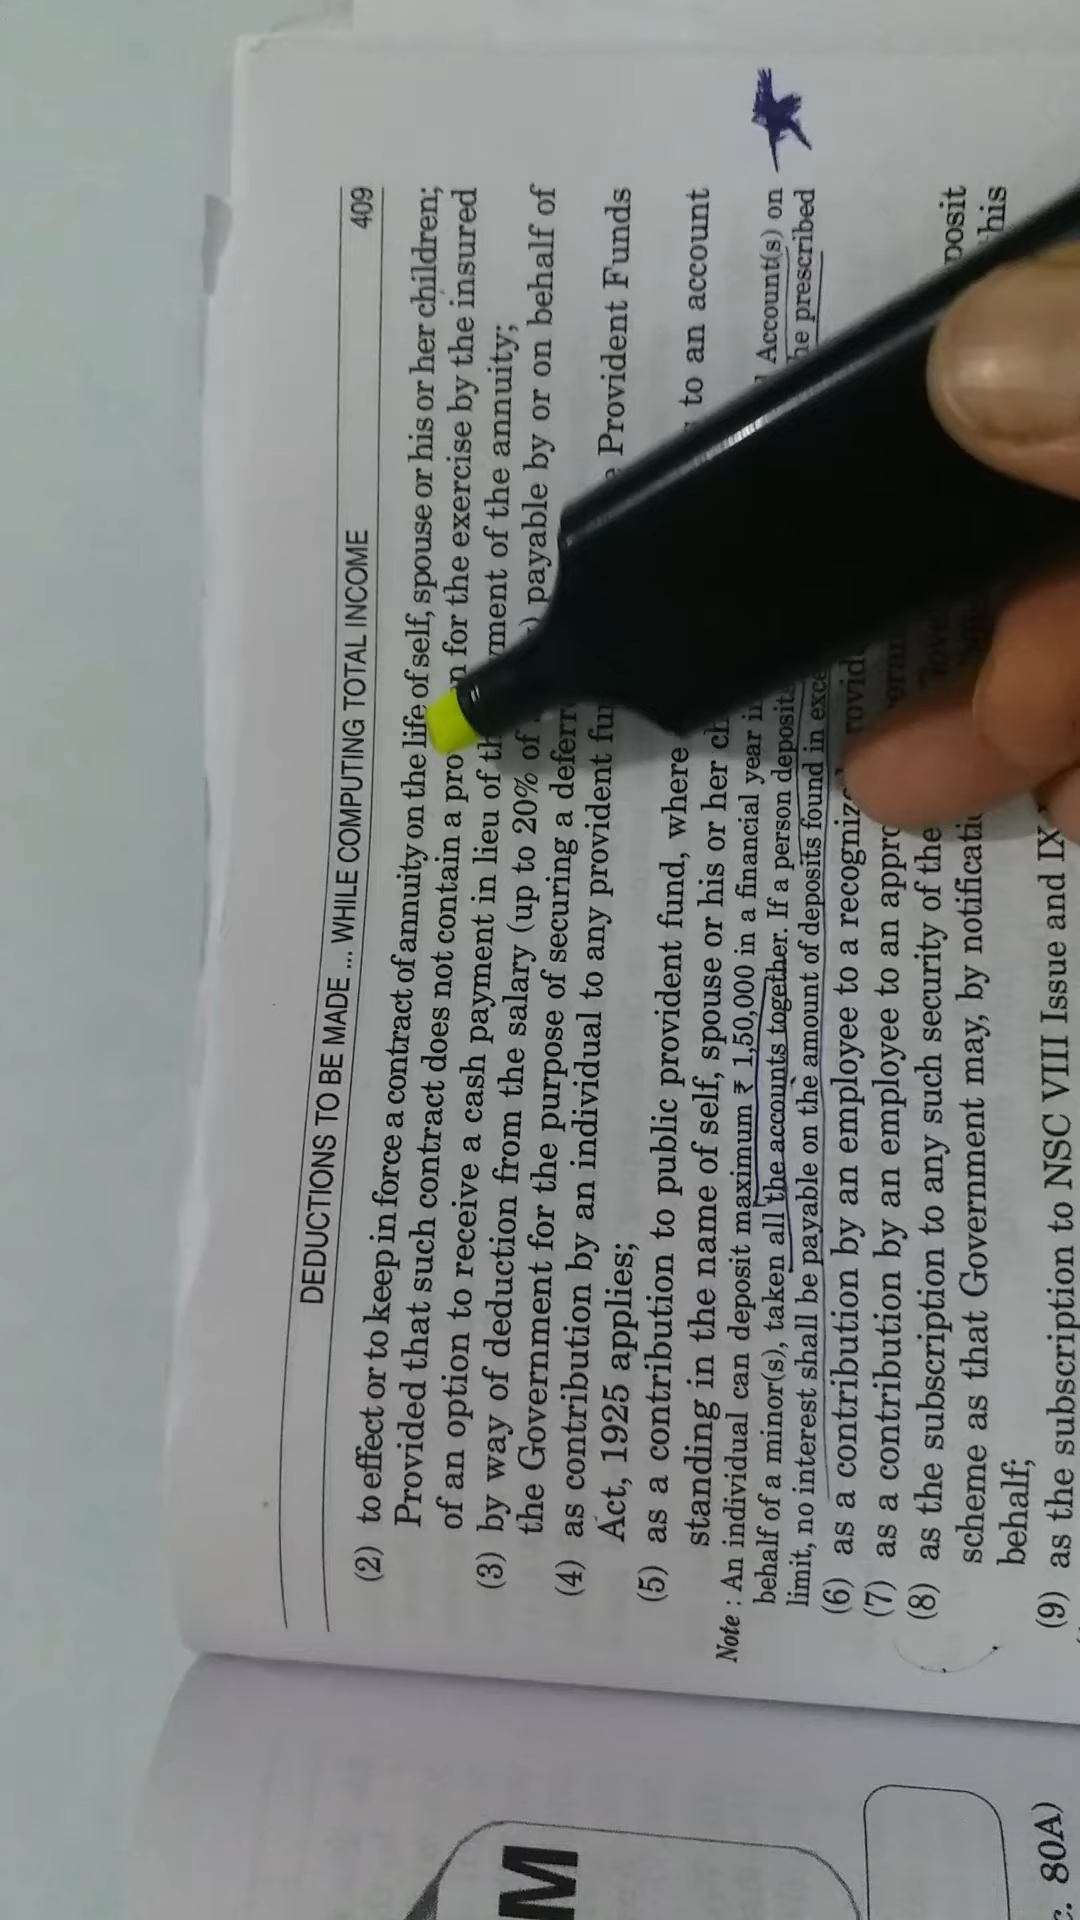 DEDUCTIONS TO BE MADE ... WHILE COMPUTING TOTAL INCOME 409
(2) to effect or to keep in force a contract of annuity on the life of self, spouse or his or her children;
Provided that such contract does not contain a pro n for the exercise by the insured
of an option to receive a cash payment in lieu of th yment of the annuity;
(3) by way of deduction from the salary (up to 20% of ) payable by or on behalf of
the Government for the purpose of securing a deferr
(4) as contribution by an individual to any provident fu Provident Funds
Act, 1925 applies;
(5) as a contribution to public provident fund, where to an account
standing in the name of self, spouse or his or her ch
Note : An individual can deposit maximum ₹ 1,50,000 in a financial year in Account(s) on
behalf of a minor(s), taken all the accounts together. If a person deposits he prescribed
limit, no interest shall be payable on the amount of deposits found in exce
(6) as a contribution by an employee to a recogniz rovid
(7) as a contribution by an employee to an appro
(8) as the subscription to any such security of the posit
scheme as that Government may, by notificati his
behalf;
(9) as the subscription to NSC VIII Issue and IX
M
80A)